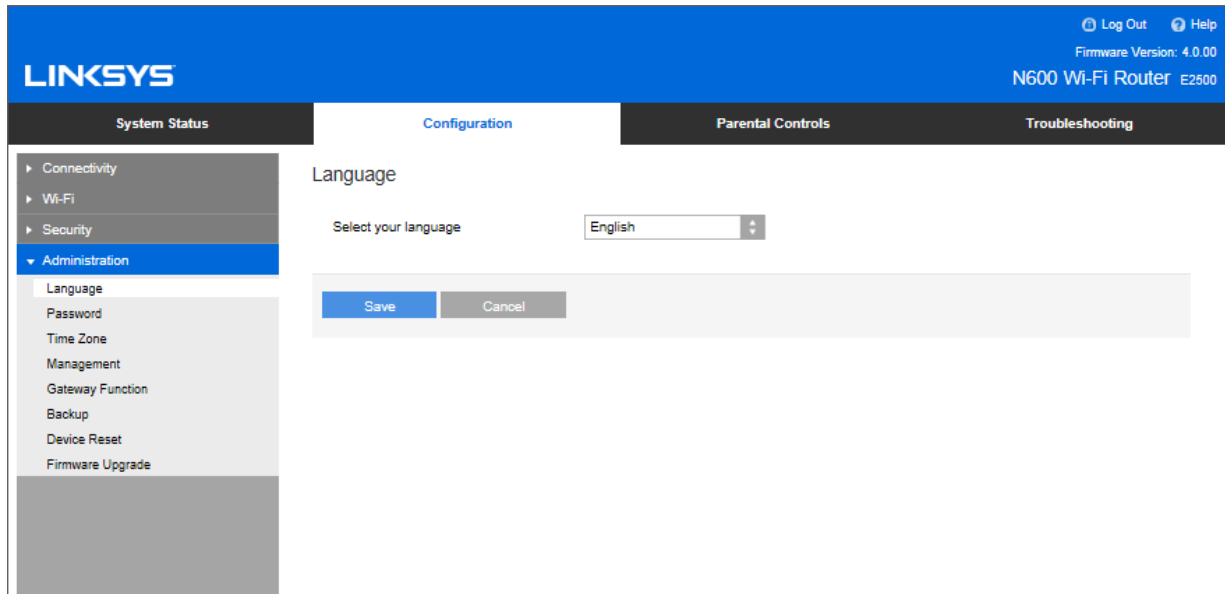 Log Out Help
Firmware Version: 4.0.00
LINKSYS
N600 Wi-Fi Router E2500
System Status Configuration Parental Controls Troubleshooting
Connectivity
Wi-Fi
Security
Administration
Language
Password
Time Zone
Management
Gateway Function
Backup
Device Reset
Firmware Upgrade
Language
Select your language English
Save Cancel